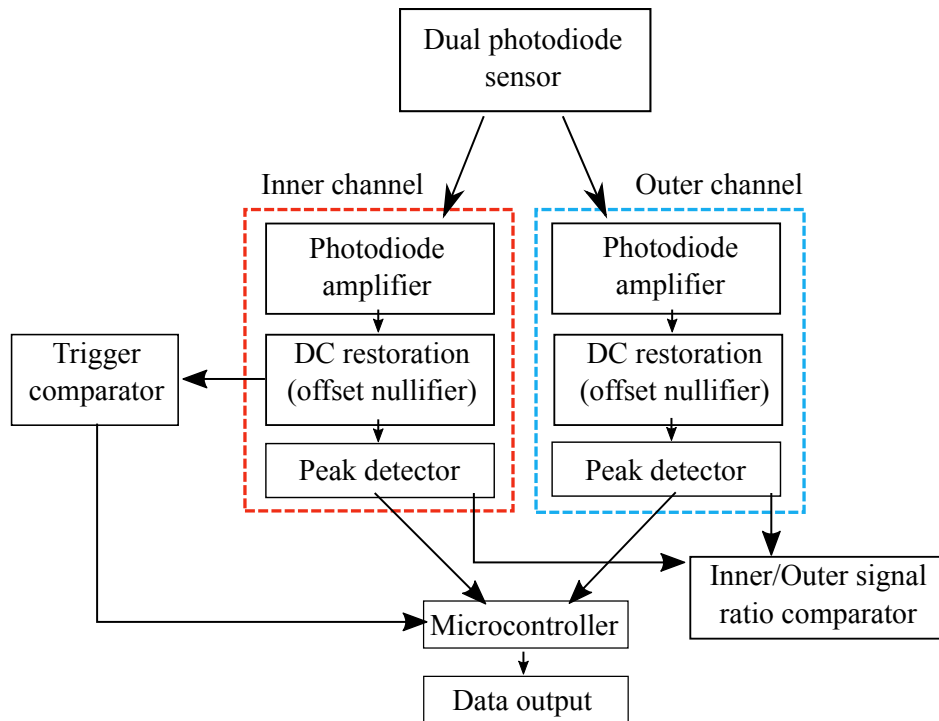 Dual photodiode
sensor
Inner channel
Outer channel
Photodiode
amplifier
Photodiode
amplifier
Trigger
comparator
DC restoration
(offset nullifier)
DC restoration
(offset nullifier)
Peak detector
Peak detector
Inner/Outer signal
ratio comparator
Microcontroller
Data output